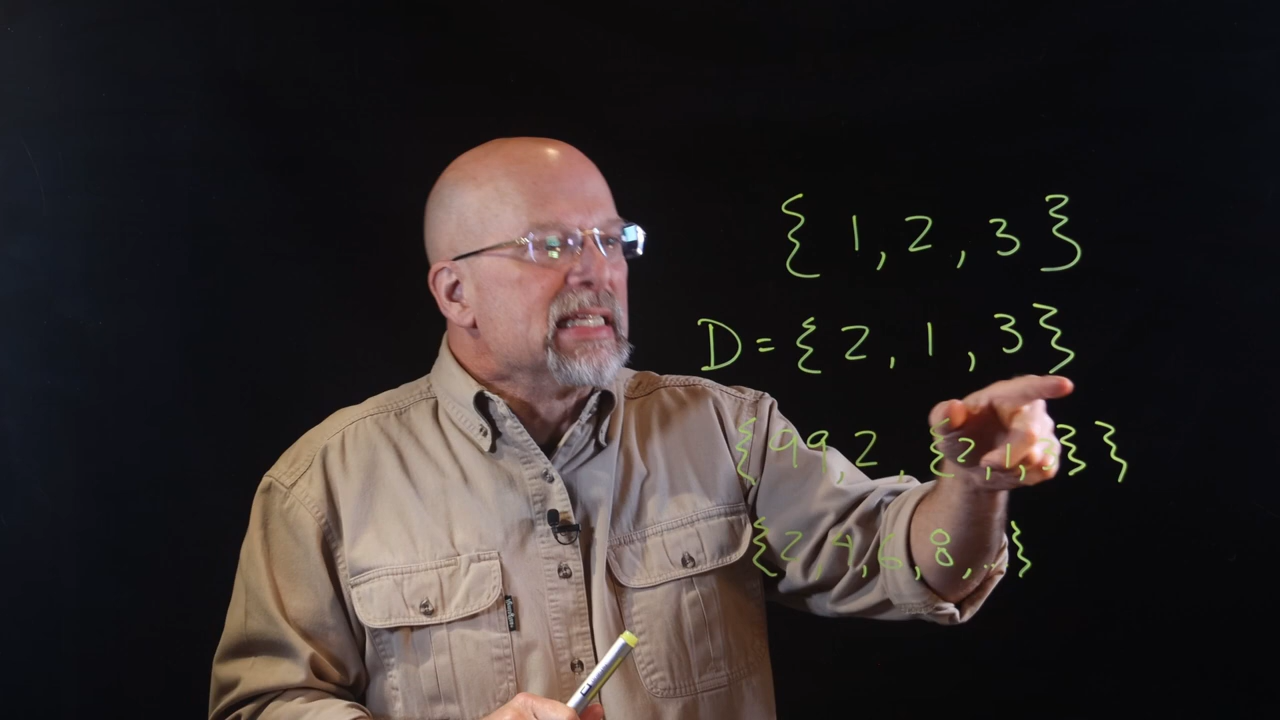 { 1, 2, 3 }
D = { 2, 1, 3 }
{ 99, 2, { 2, 1, 3 } }
{ 2, 4, 6, 8, ... }